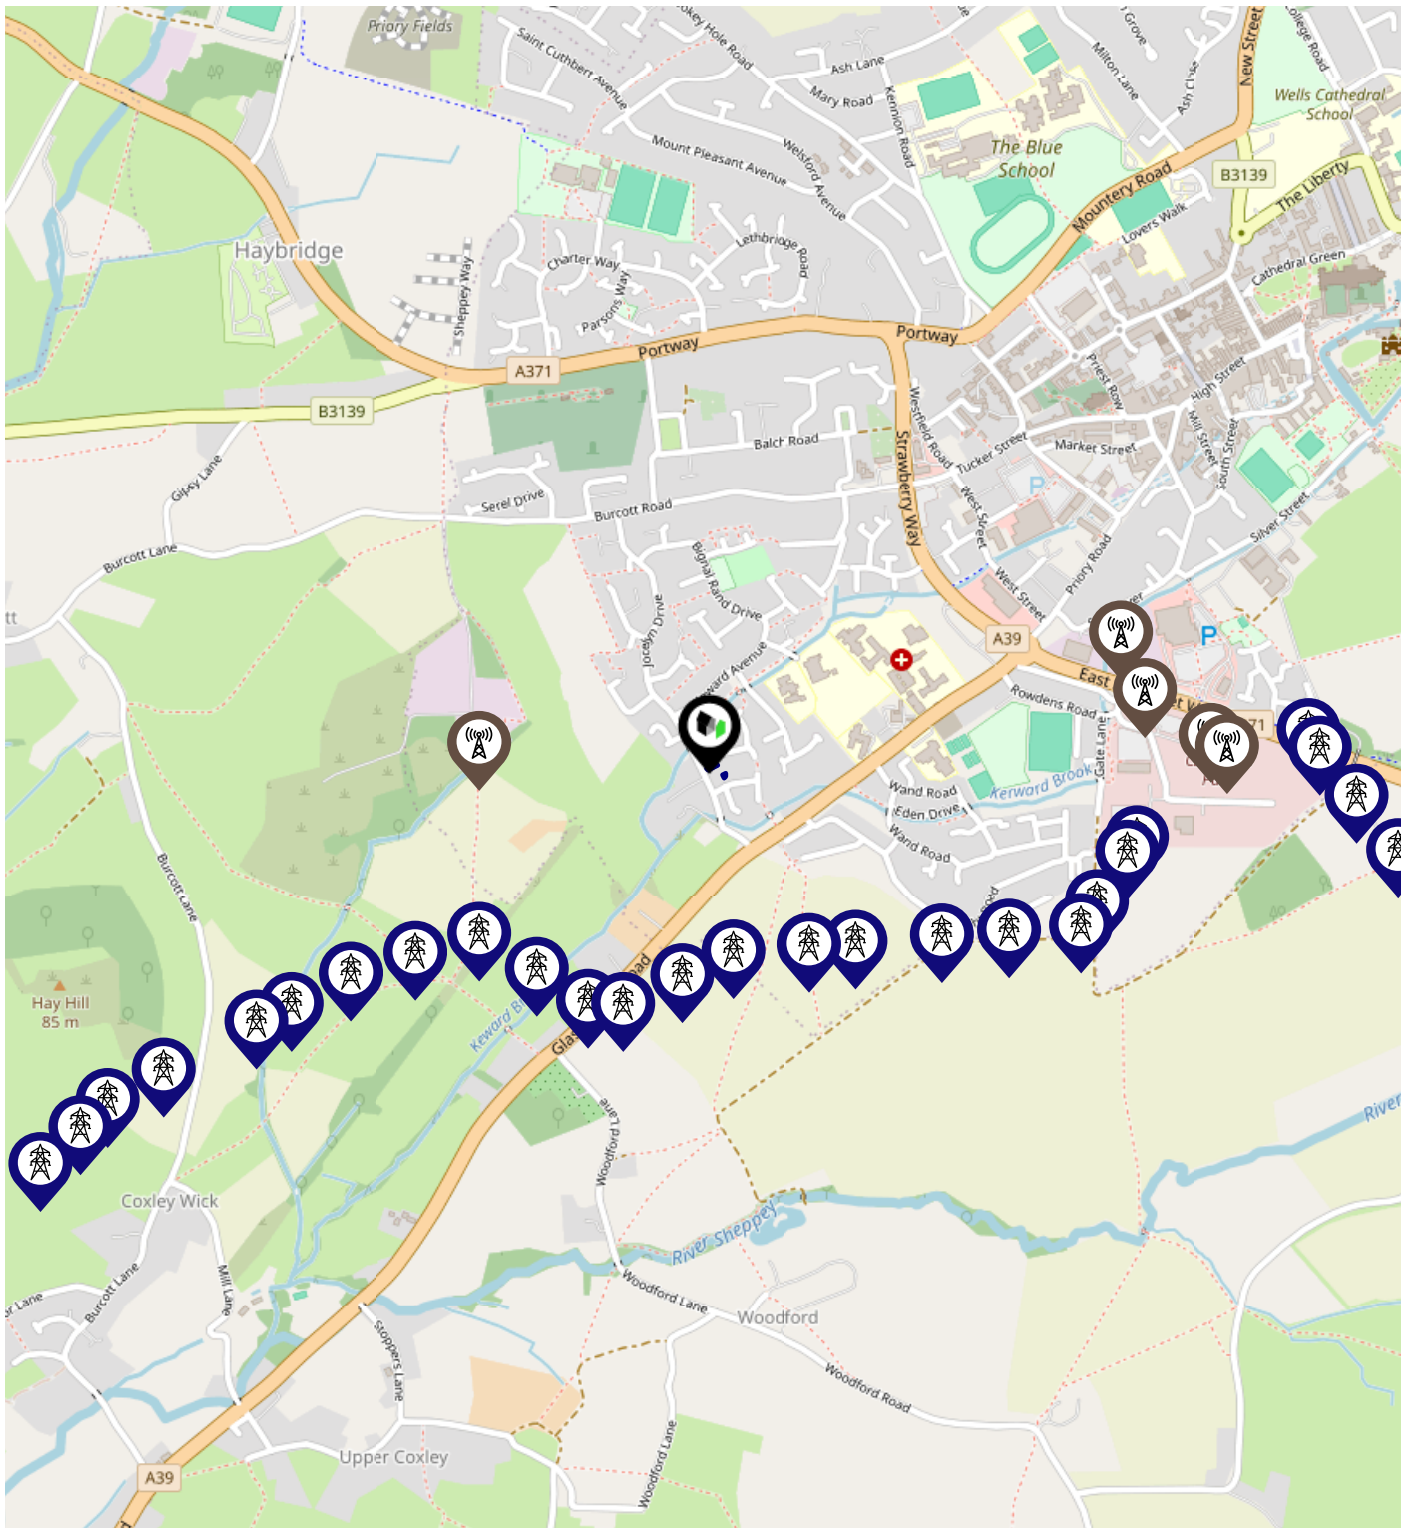 Priory Fields
Saint Cuthbert Avenue
Hole Road
Ash Lane
Mary Road
Kennion Road
Milton Lane
Grove
Ash Close
New Street
College Road
Wells Cathedral
School
The Blue
School
B3139
The Liberty
Mount Pleasant Avenue
Welsford Avenue
Mountery Road
Lovers Walk
Cathedral Green
Haybridge
Lethbridge Road
Charter Way
Parsons Way
Sheppey Way
Portway
Portway
A371
B3139
Priest Row
High Street
Mill Street
South Street
Westfield Road
Tucker Street
Market Street
Balch Road
Strawberry Way
Gipsy Lane
Serel Drive
Burcott Road
P
West Street
Silver Street
Burcott Lane
Bignal Rand Drive
Priory Road
West Street
Jocelyn Drive
A39
P
East
Rowdens Road
71
Gate Lane
Kerward Brook
Wand Road
Eden Drive
Wand Road
Burcott Lane
Hay Hill
85 m
Woodford Lane
River
Coxley Wick
River Sheppey
Mill Lane
Burcott Lane
Woodford Lane
Woodford
Stoppers Lane
Woodford Road
Upper Coxley
Woodford Lane
A39